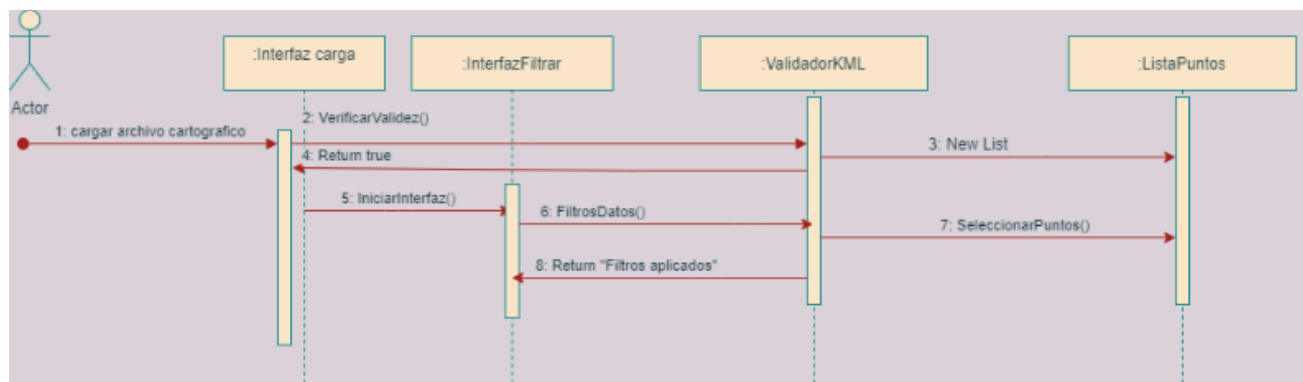 :Interfaz carga
:InterfazFiltrar
:ValidadorKML
:ListaPuntos
Actor
1: cargar archivo cartografico
2: VerificarValidez()
3: New List
4: Return true
5: IniciarInterfaz()
6: FiltrosDatos()
7: SeleccionarPuntos()
8: Return "Filtros aplicados"